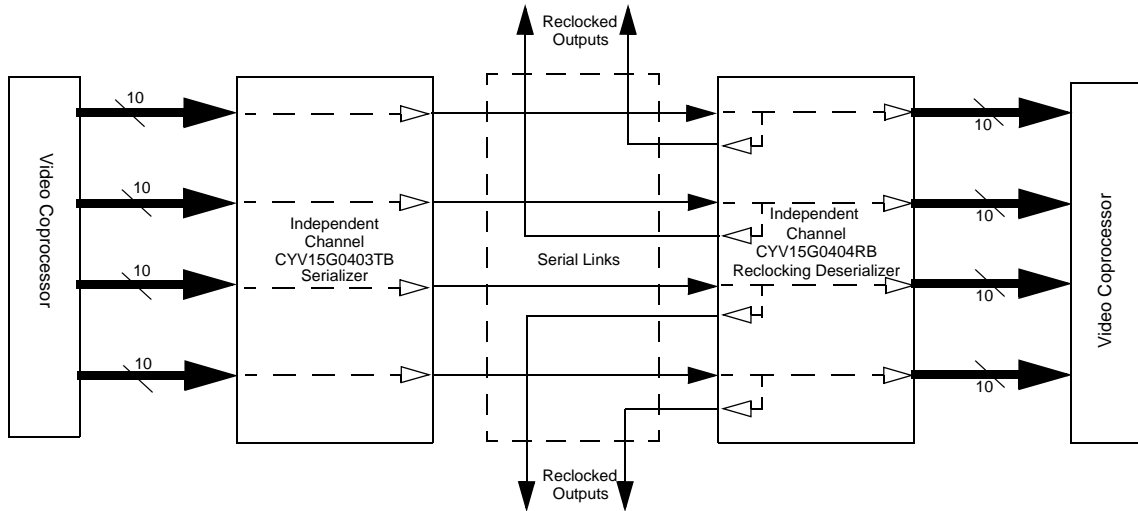 Reclocked
Outputs
10
10
10
10
10
10
10
10
Video Coprocessor
Independent
Channel
CYV15G0403TB
Serializer
Serial Links
Independent
Channel
CYV15G0404RB
Reclocking Deserializer
Video Coprocessor
Reclocked
Outputs